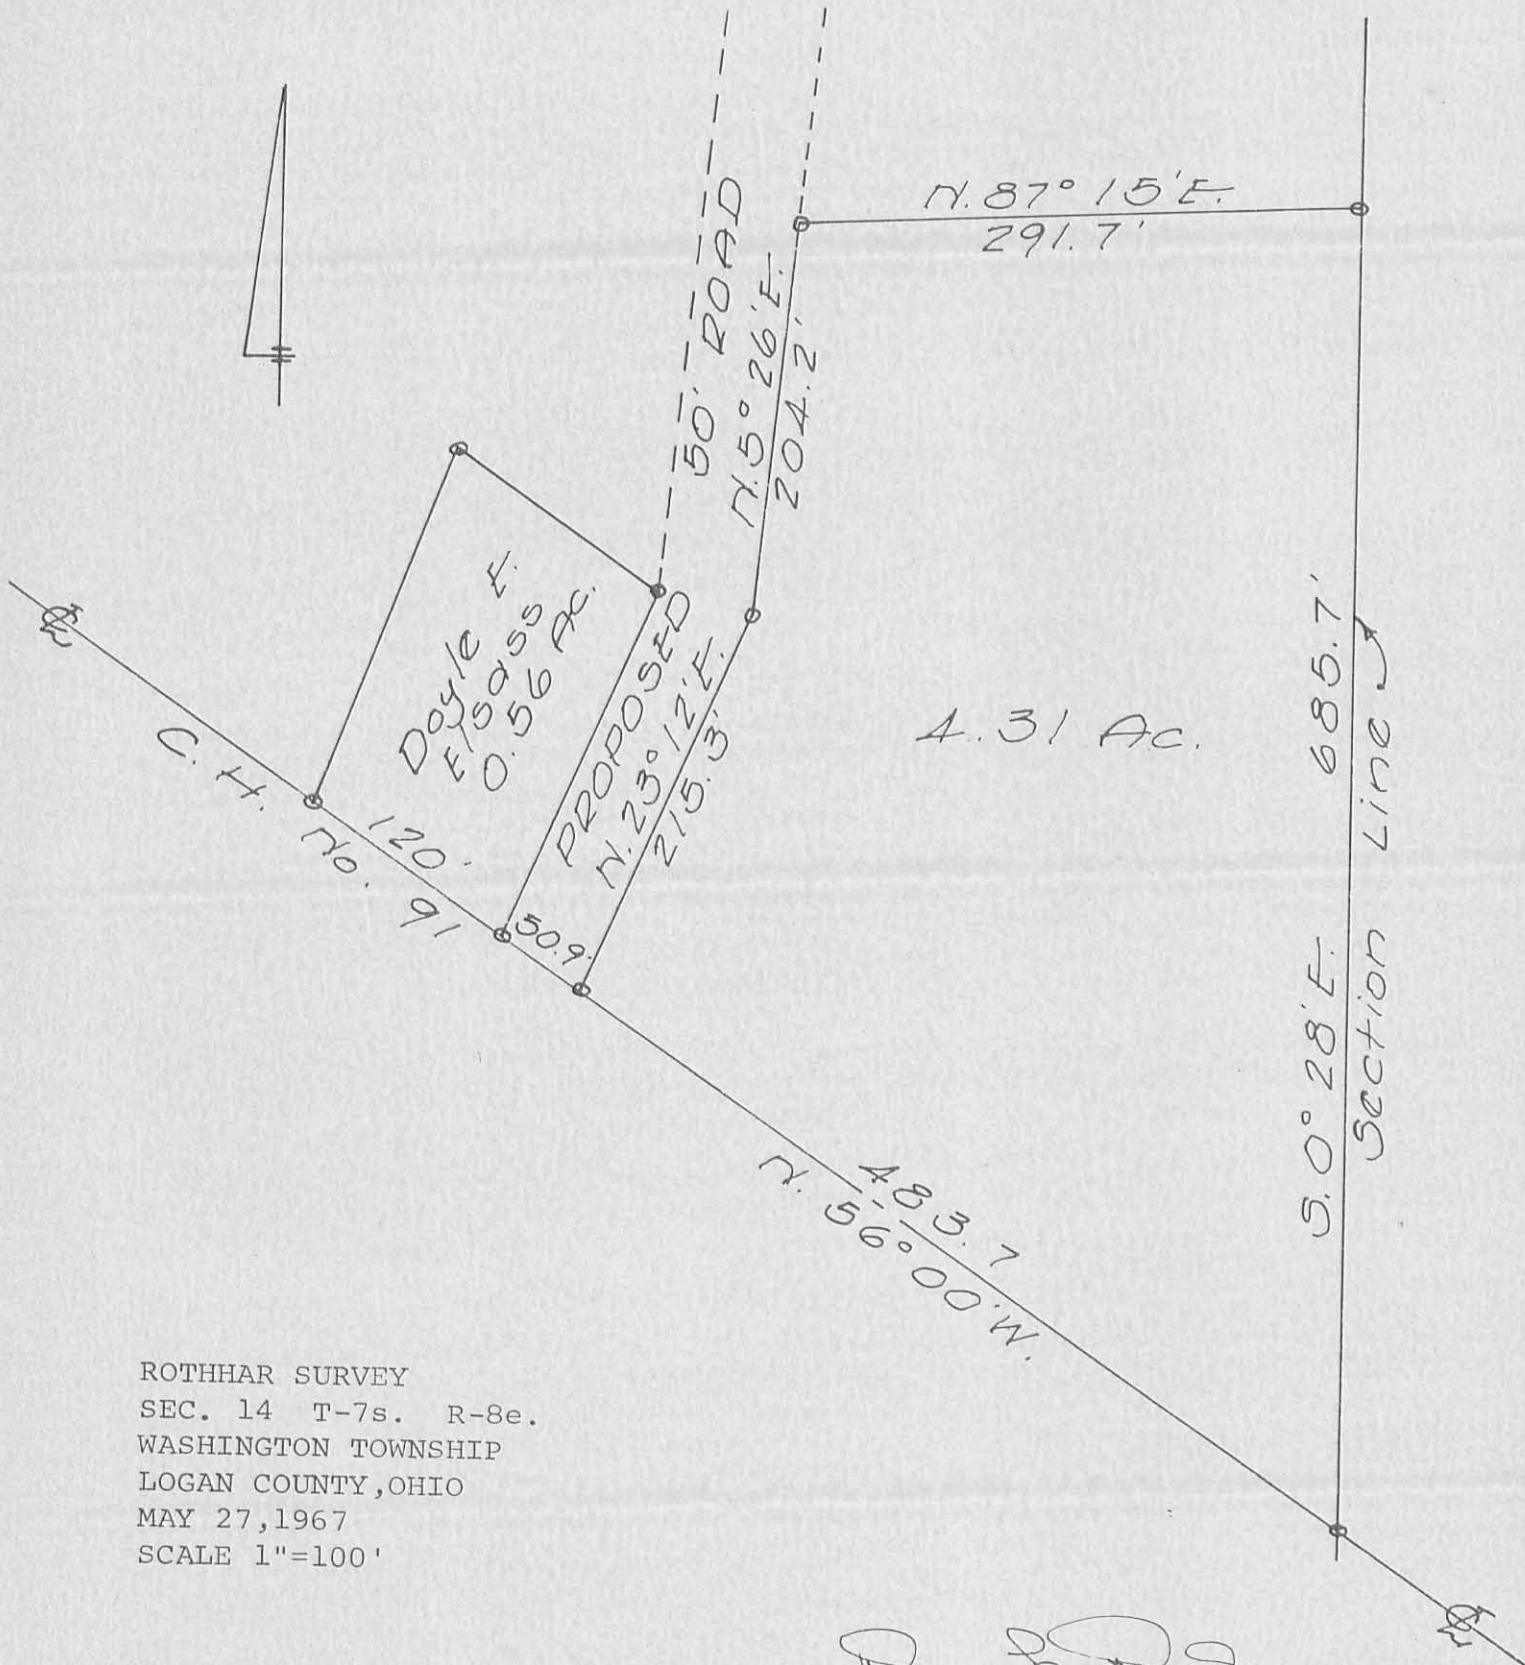 N. 87° 15' E.
291.7'
50' ROAD
N. 5° 26' E.
204.2'
Doyle E.
Elsass
0.56 Ac.
PROPOSED
N. 23° 12' E.
215.3'
4.31 Ac.
S. 0° 28' E. 685.7'
Section Line
C. H. No. 91
120'
50.9'
483.7
N. 56° 00' W.
ROTHHAR SURVEY
SEC. 14 T-7s. R-8e.
WASHINGTON TOWNSHIP
LOGAN COUNTY,OHIO
MAY 27,1967
SCALE 1"=100'